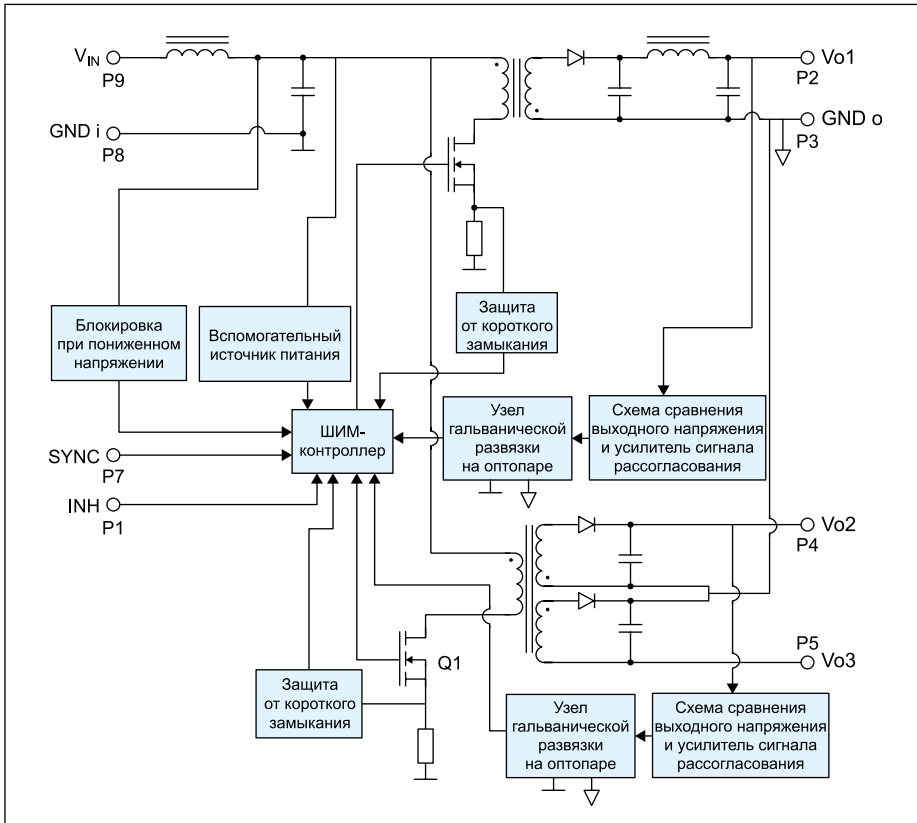 VIN
P9
GND i
P8
Vo1
P2
GND o
P3
Блокировка
при пониженном
напряжении
Вспомогательный
источник питания
Защита
от короткого
замыкания
ШИМ-
контроллер
Узел
гальванической
развязки
на оптопаре
Схема сравнения
выходного напряжения
и усилитель сигнала
рассогласования
SYNC
P7
INH
P1
Vo2
P4
P5
Vo3
Q1
Защита
от короткого
замыкания
Узел
гальванической
развязки
на оптопаре
Схема сравнения
выходного напряжения
и усилитель сигнала
рассогласования